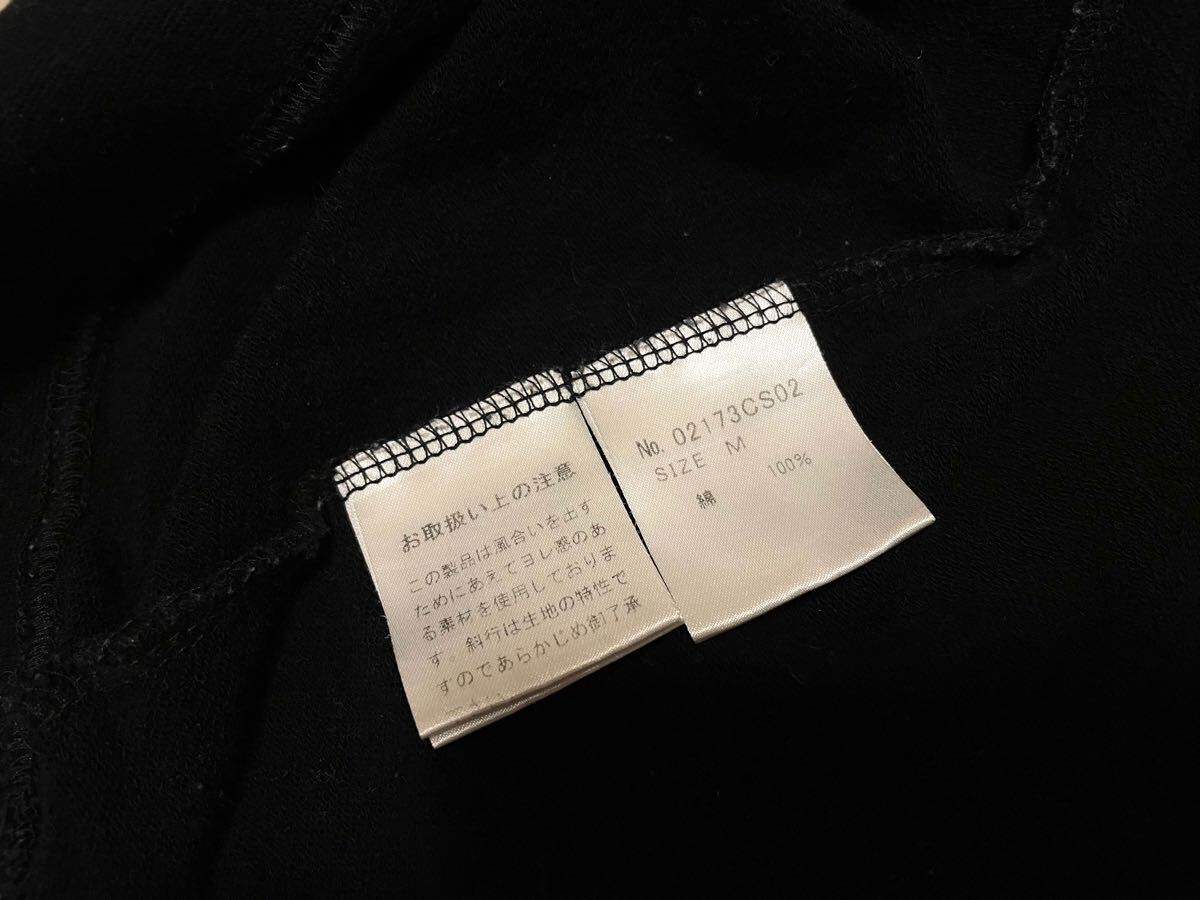 お取扱い上の注意
この製品は風合いを出す
ためにあえてヨレ感のあ
る素材を使用しておりま
す。斜行は生地の特性で
すのであらかじめ御了承
No. 02173CS02
SIZE M
綿 100%